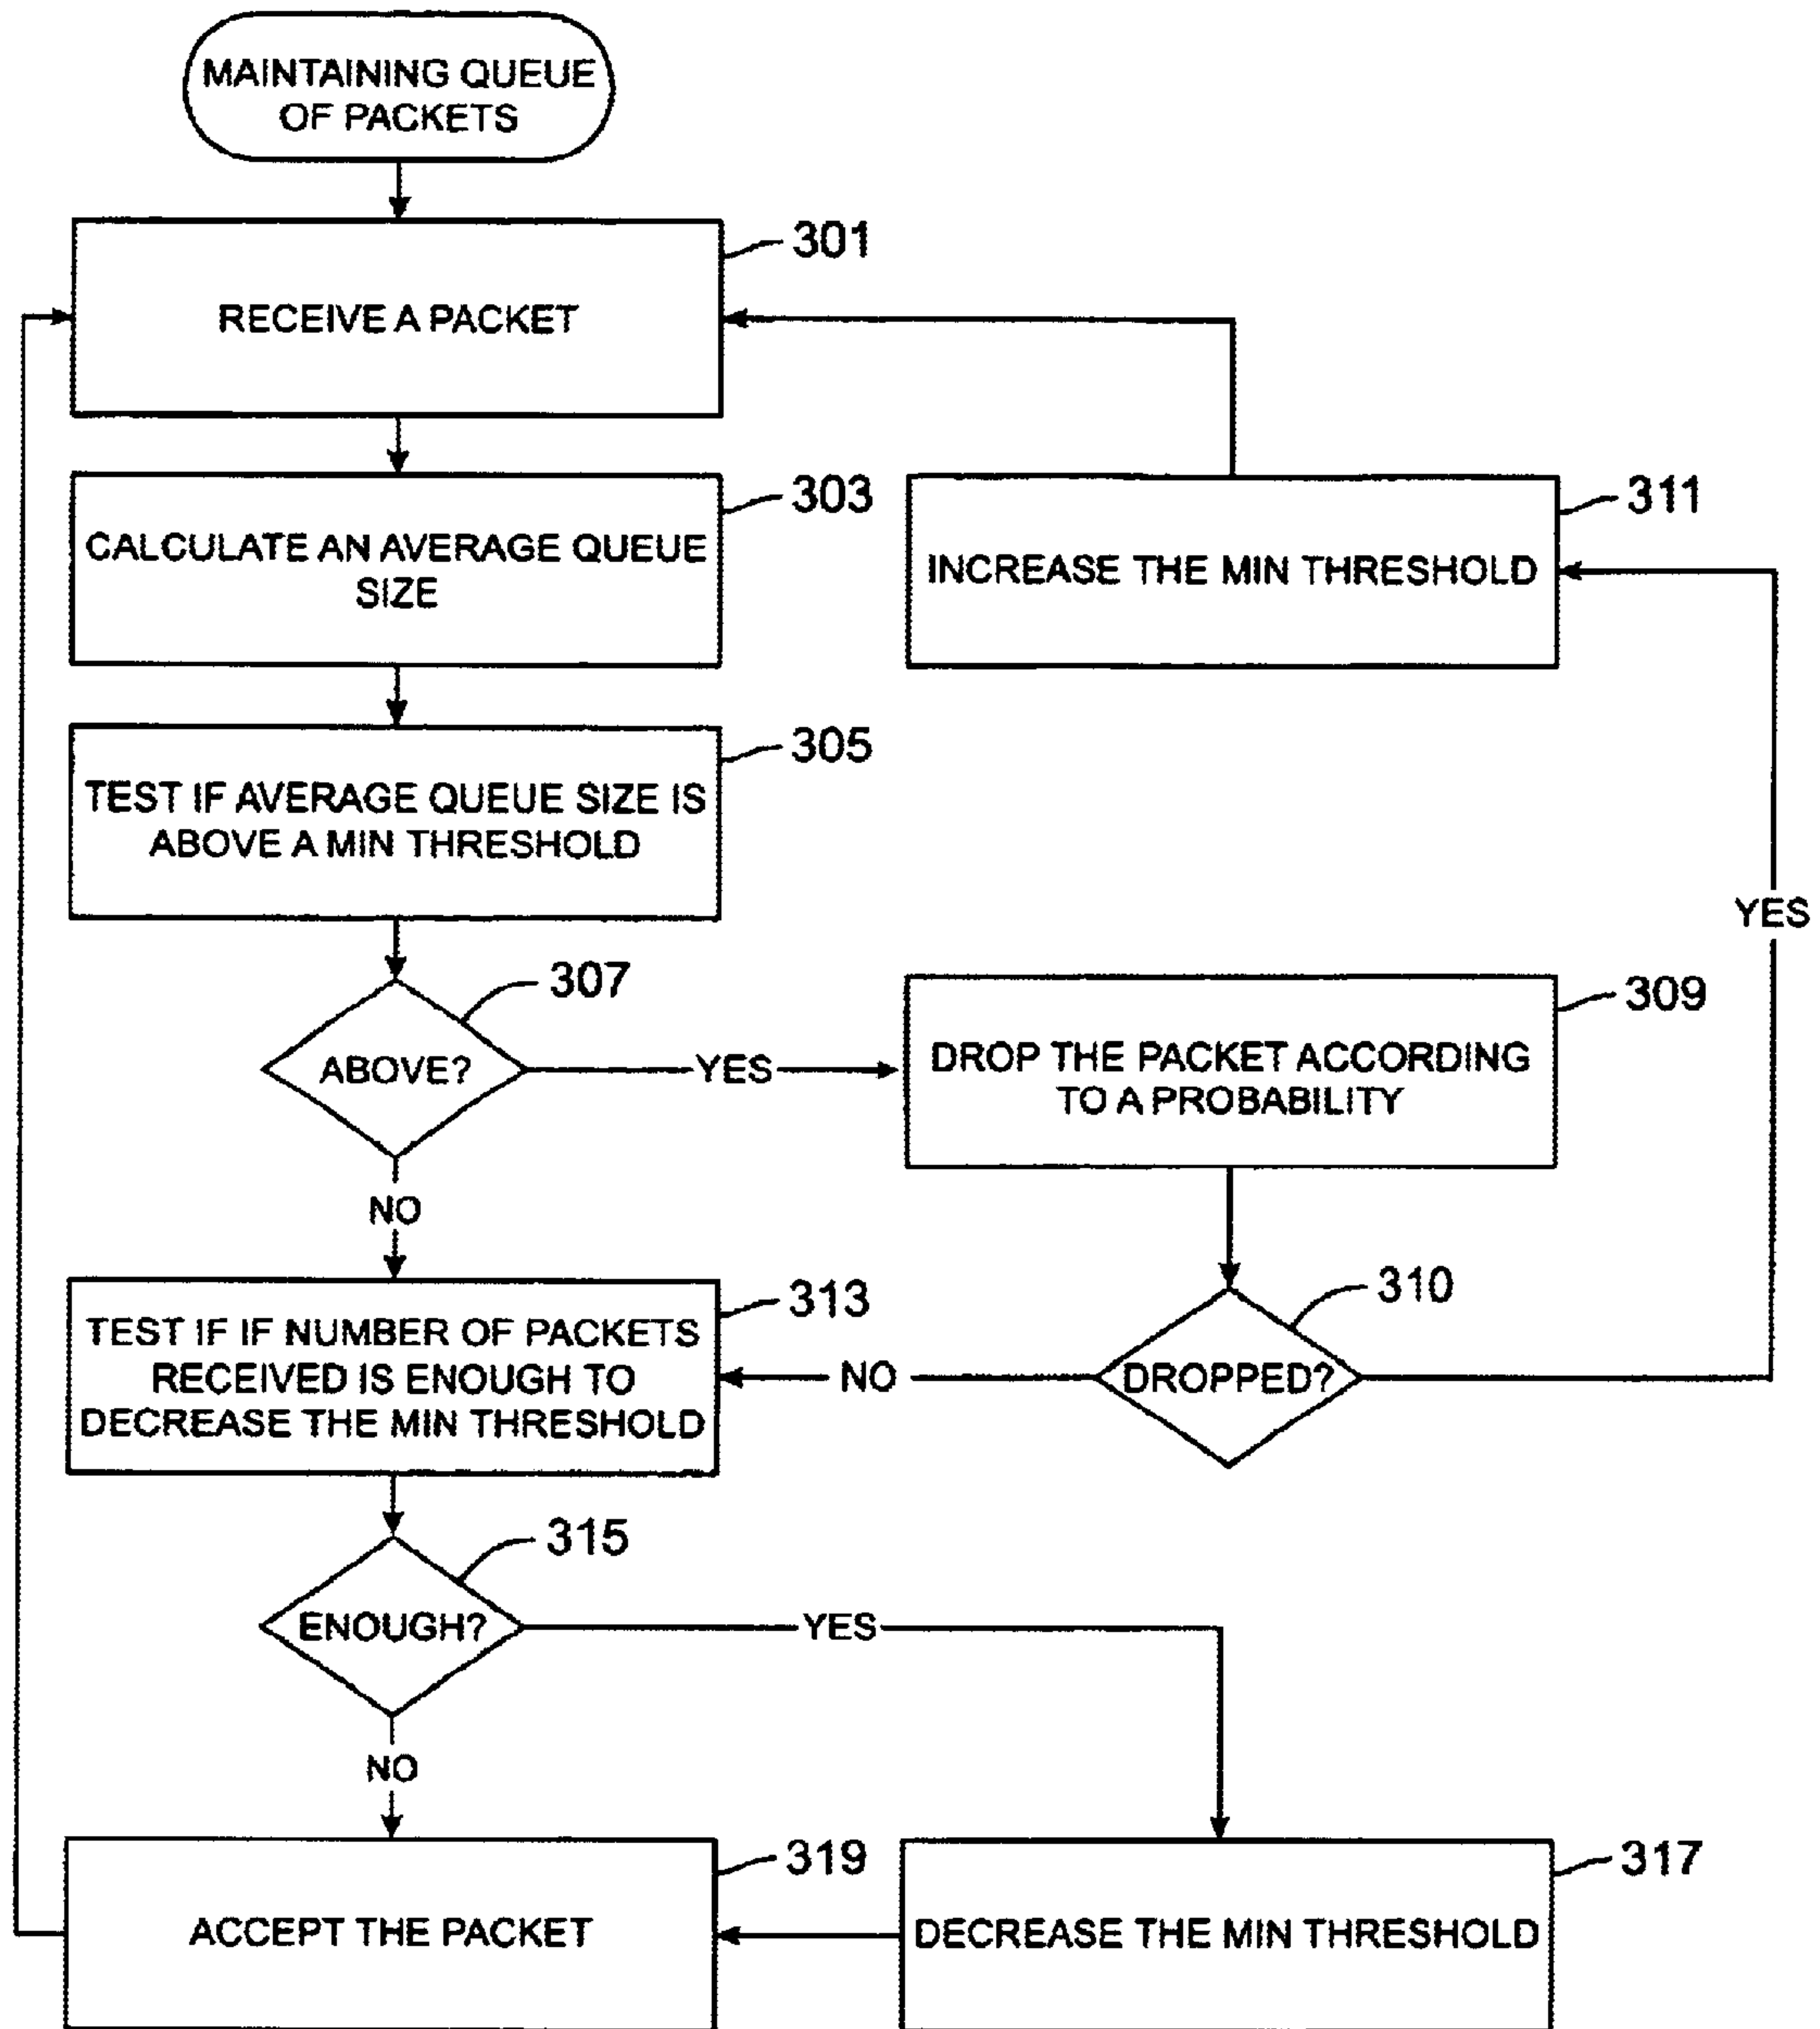 MAINTAINING QUEUE
OF PACKETS
301
RECEIVE A PACKET
303
CALCULATE AN AVERAGE QUEUE
SIZE
311
INCREASE THE MIN THRESHOLD
305
TEST IF AVERAGE QUEUE SIZE IS
ABOVE A MIN THRESHOLD
YES
307
ABOVE?
YES
309
DROP THE PACKET ACCORDING
TO A PROBABILITY
NO
313
TEST IF IF NUMBER OF PACKETS
RECEIVED IS ENOUGH TO
DECREASE THE MIN THRESHOLD
310
DROPPED?
NO
315
ENOUGH?
YES
NO
319
ACCEPT THE PACKET
317
DECREASE THE MIN THRESHOLD